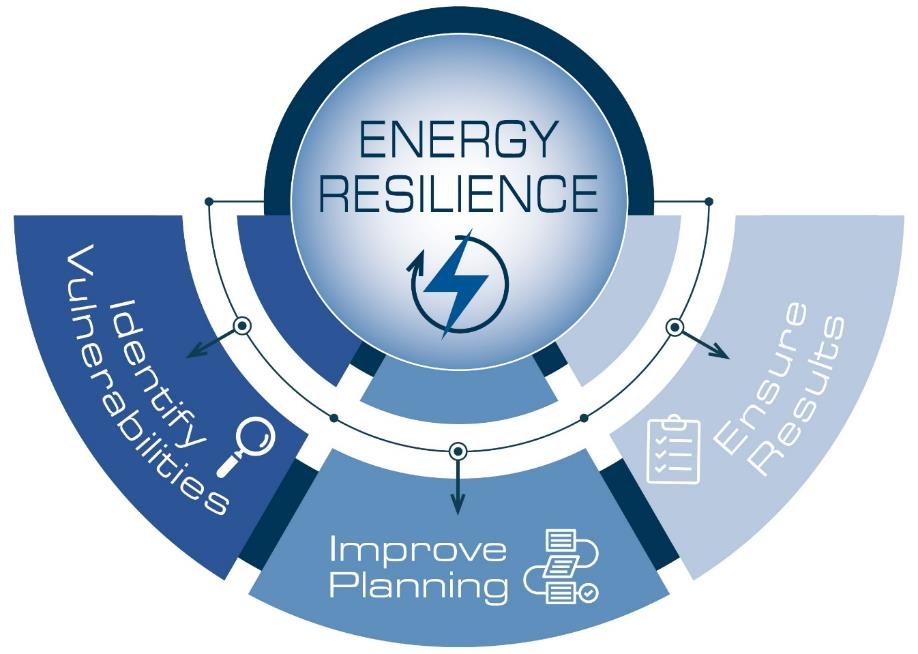 ENERGY
RESILIENCE
Identify
Vulnerabilities
Improve
Planning
Ensure
Results